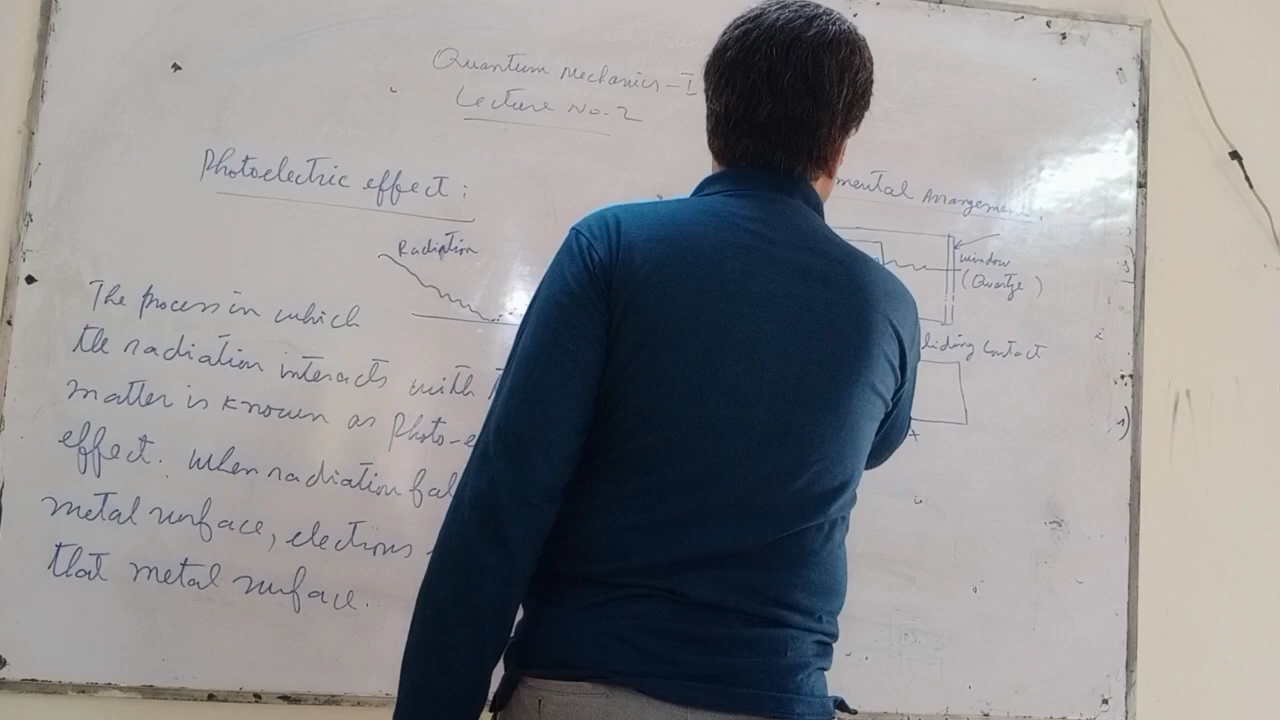 Quantum Mechanics-I
Lecture No-2
Photoelectric effect:
mental Arrangement.
Radiation
window
(Quartz)
The process in which
the radiation interacts with
liding Contact
matter is known as Photo-e
effect. When radiation fal
metal surface, electrons
that metal surface.
+